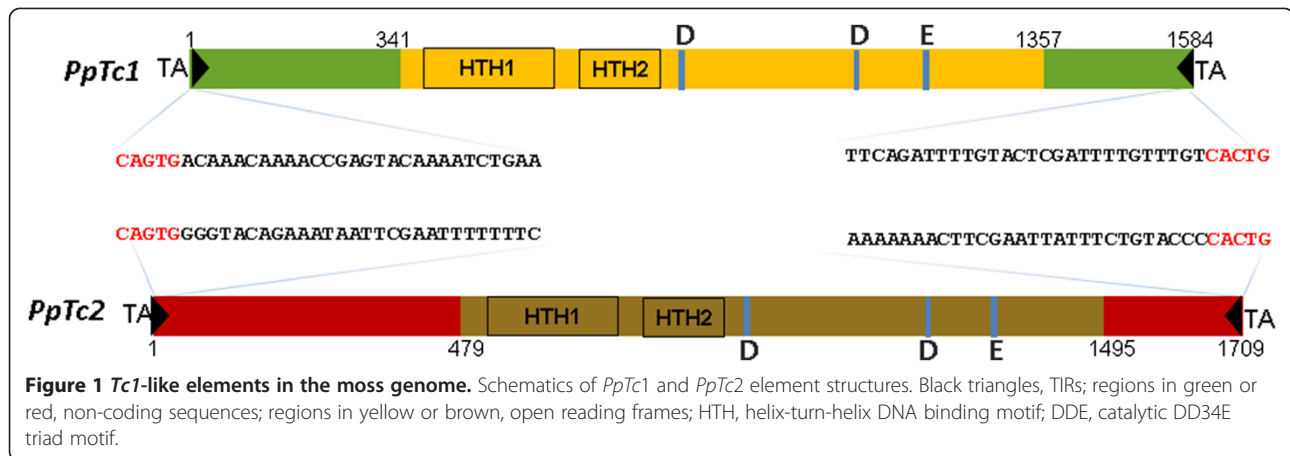 1 341 D D E 1357 1584
PpTc1 TA HTH1 HTH2 TA
CAGTGACAAACAAAACCGAGTACAAAATCTGAA TTCAGATTTTGTACTCGATTTTGTTTGTCACTG
CAGTGGGGTACAGAAATAATTCGAATTTTTTTC AAAAAAACTTCGAATTATTTCTGTACCCCACTG
PpTc2 TA HTH1 HTH2 TA
1 479 D D E 1495 1709
Figure 1 Tc1-like elements in the moss genome. Schematics of PpTc1 and PpTc2 element structures. Black triangles, TIRs; regions in green or
red, non-coding sequences; regions in yellow or brown, open reading frames; HTH, helix-turn-helix DNA binding motif; DDE, catalytic DD34E
triad motif.